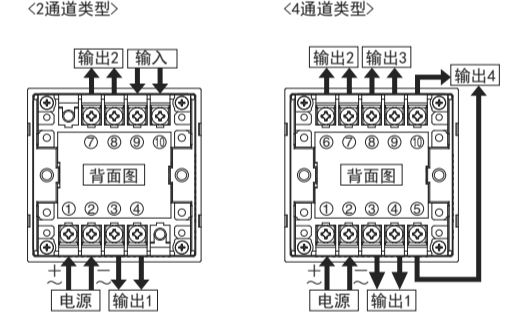 <2通道类型>
输出2 输入
⑦ ⑧ ⑨ ⑩
背面图
① ② ③ ④
+ −
~ ~
电源 输出1
<4通道类型>
输出2 输出3
输出4
⑥ ⑦ ⑧ ⑨ ⑩
背面图
① ② ③ ④ ⑤
+ −
~ ~
电源 输出1